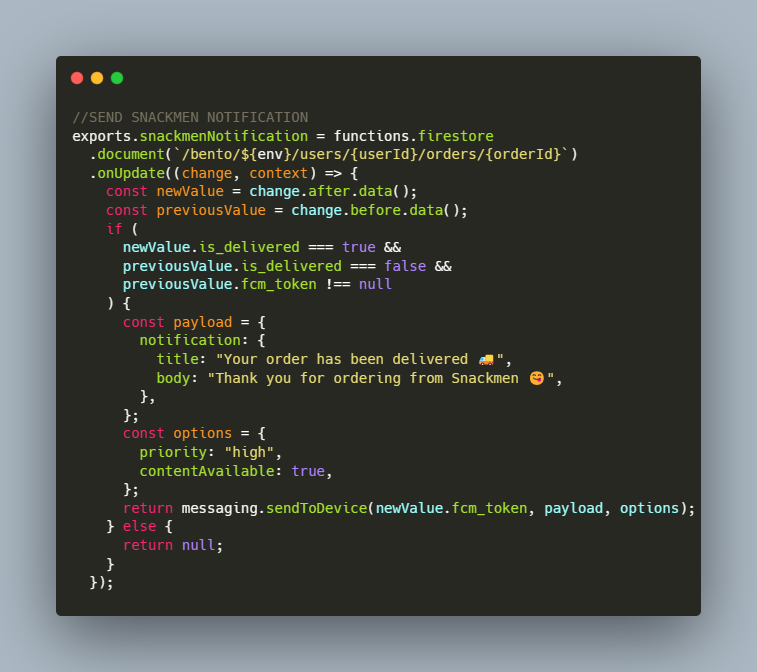 //SEND SNACKMEN NOTIFICATION
exports.snackmenNotification = functions.firestore
  .document(`/bento/${env}/users/{userId}/orders/{orderId}`)
  .onUpdate((change, context) => {
    const newValue = change.after.data();
    const previousValue = change.before.data();
    if (
      newValue.is_delivered === true &&
      previousValue.is_delivered === false &&
      previousValue.fcm_token !== null
    ) {
      const payload = {
        notification: {
          title: "Your order has been delivered 🚚",
          body: "Thank you for ordering from Snackmen 😋",
        },
      };
      const options = {
        priority: "high",
        contentAvailable: true,
      };
      return messaging.sendToDevice(newValue.fcm_token, payload, options);
    } else {
      return null;
    }
  });